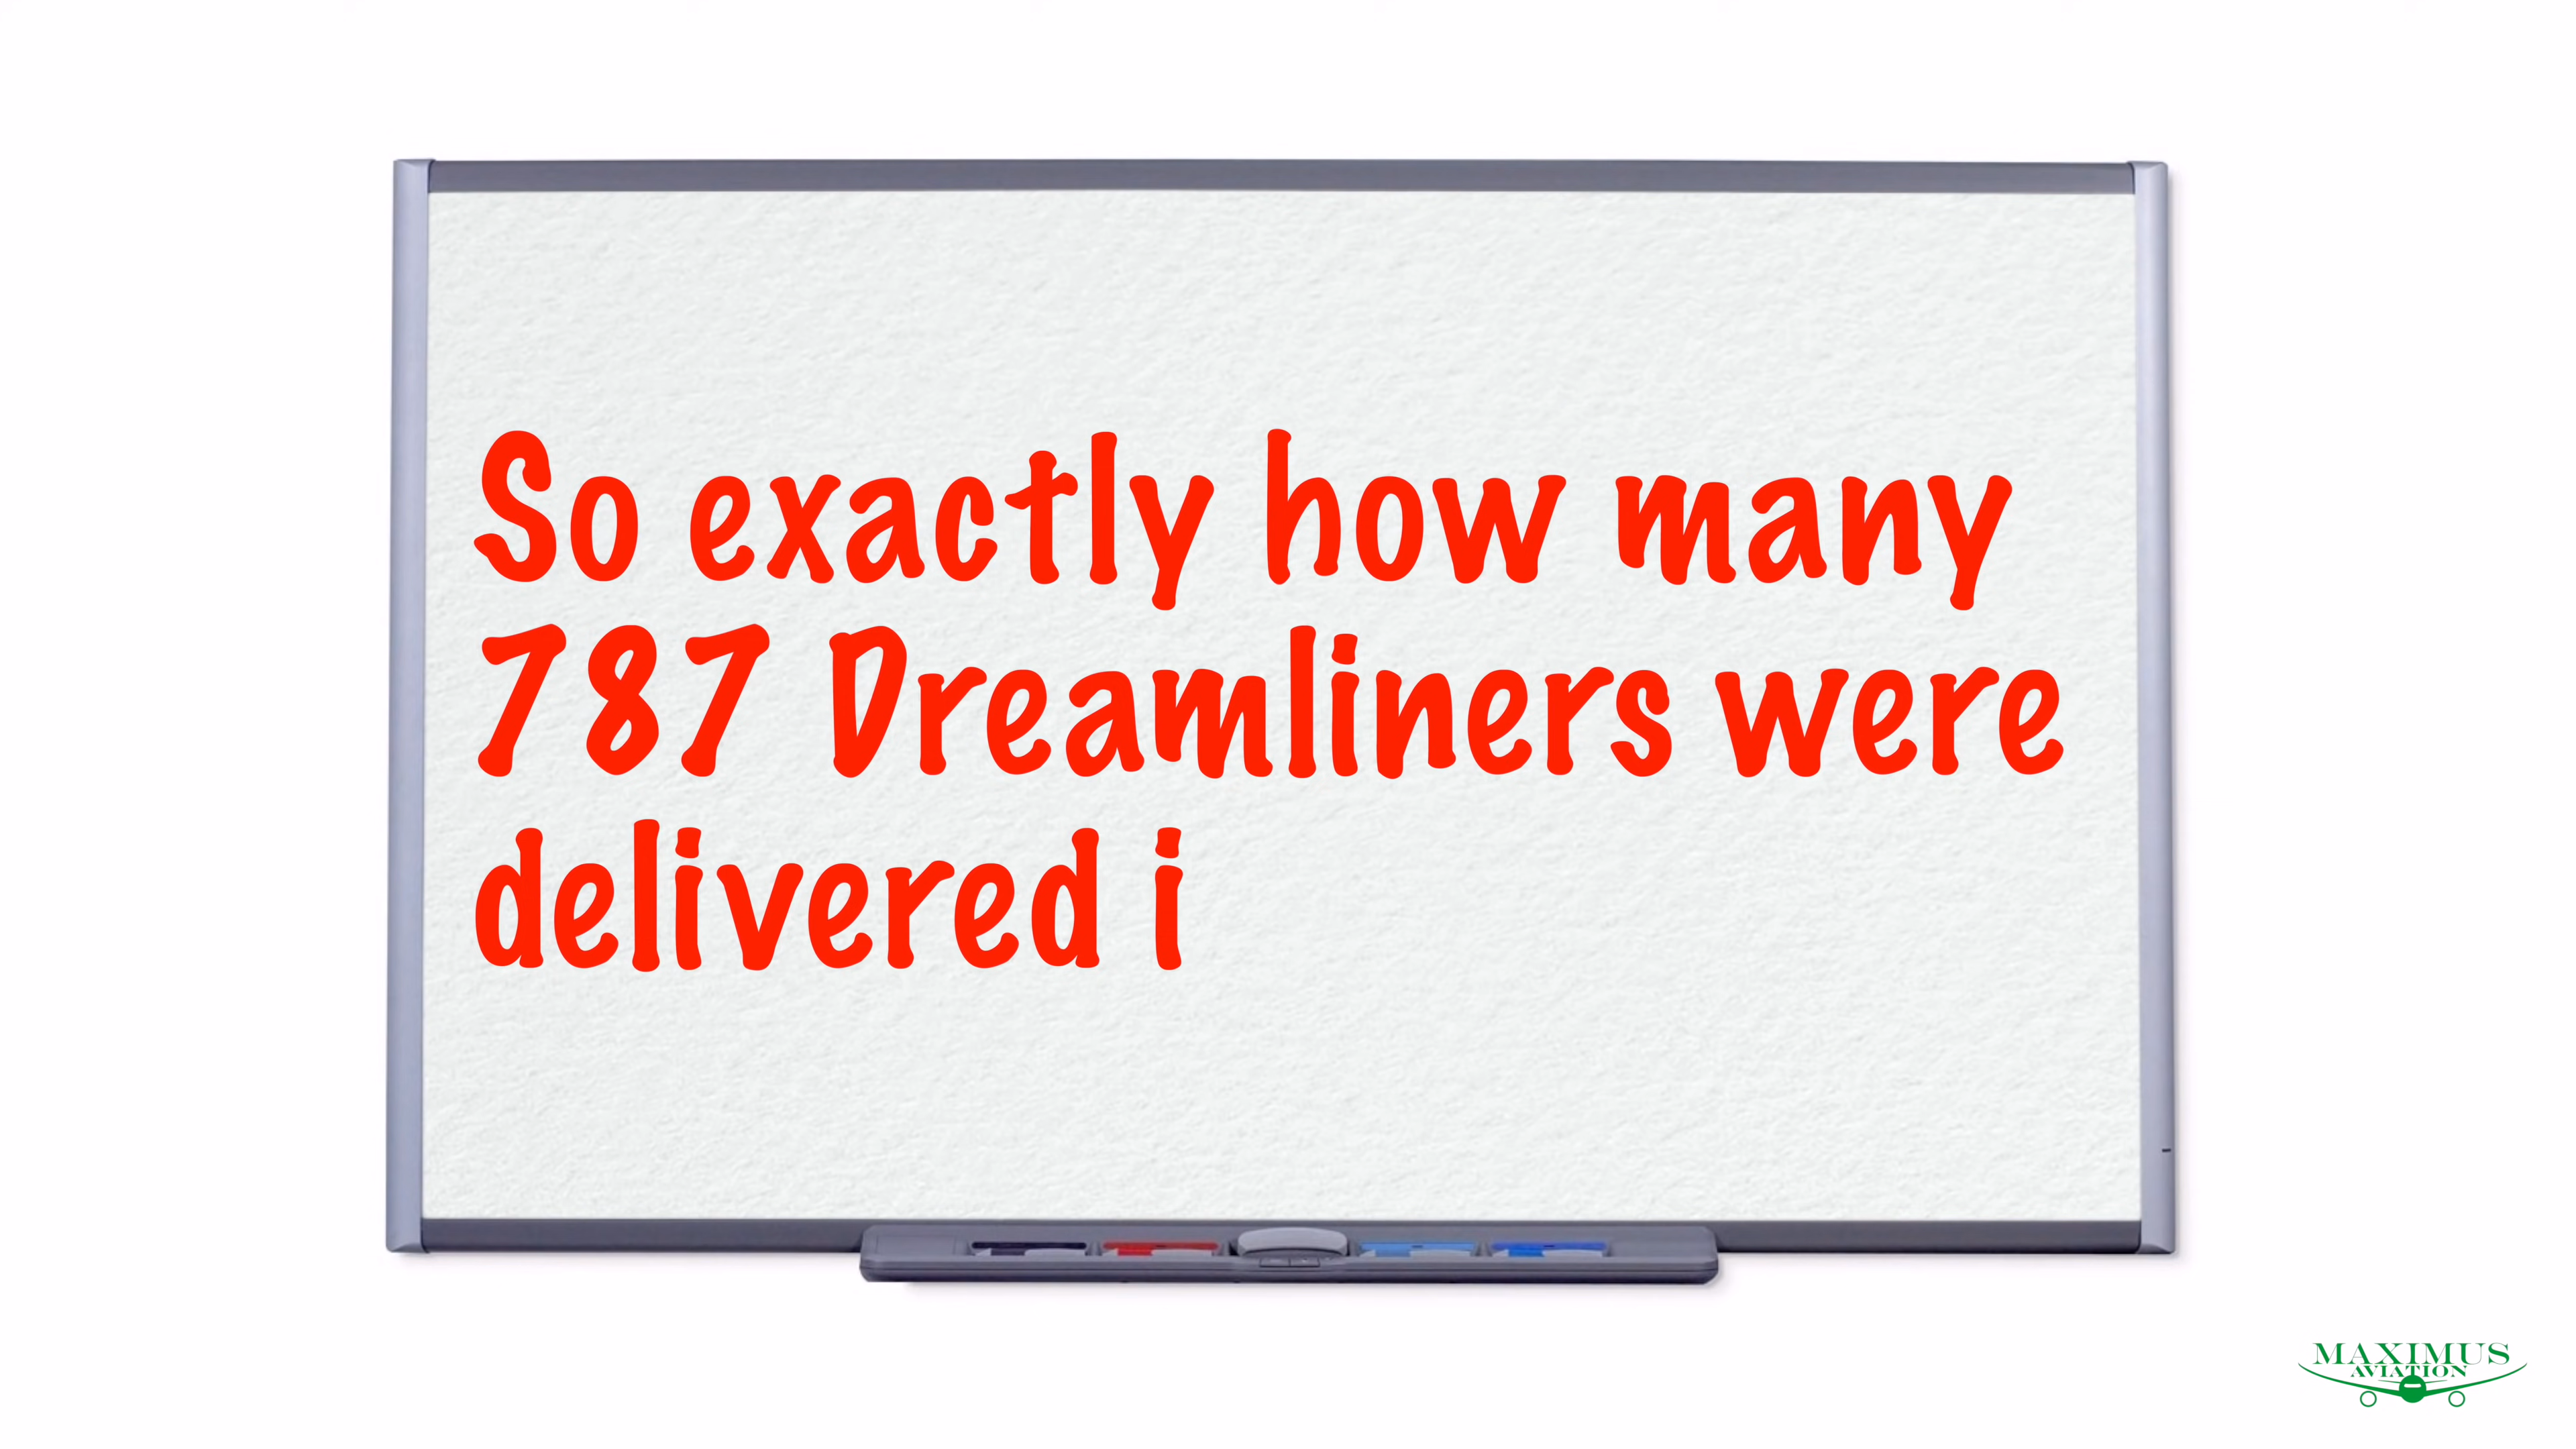 So exactly how many
787 Dreamliners were
delivered i
MAXIMUS
AVIATION